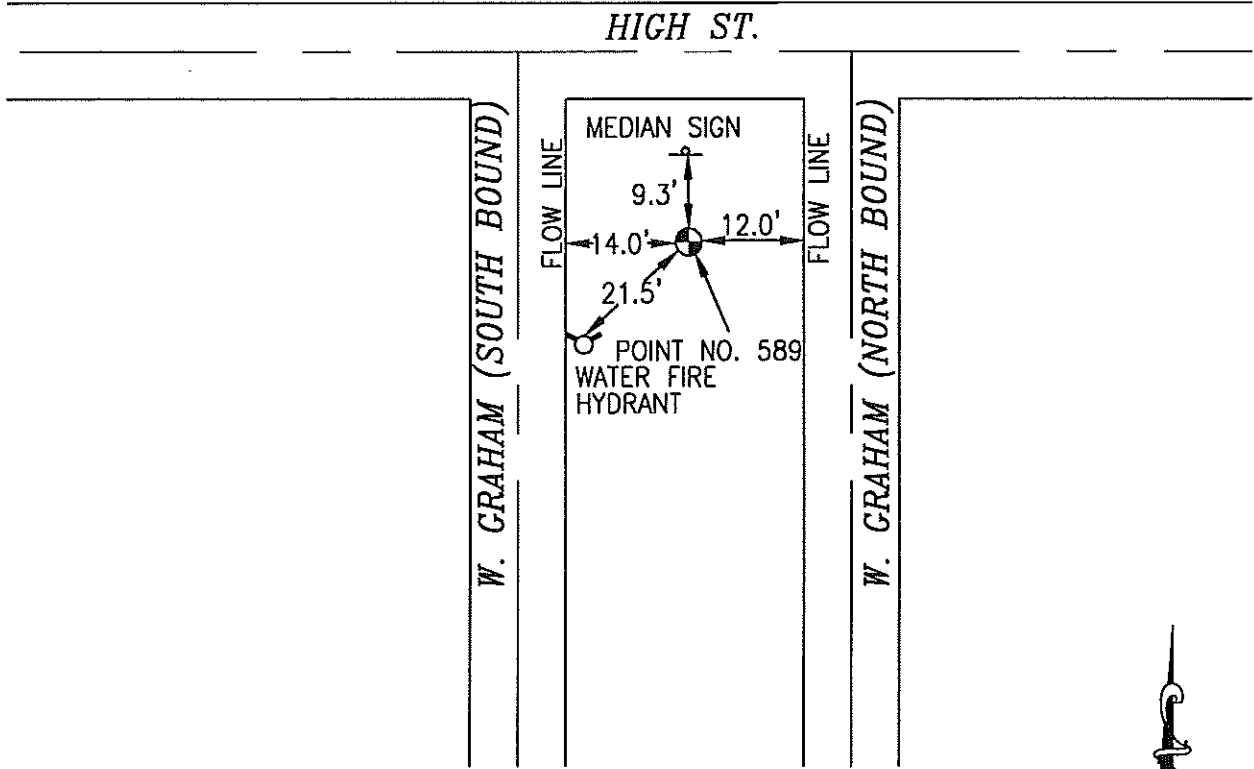 HIGH ST.
MEDIAN SIGN
9.3'
14.0'
12.0'
21.5'
FLOW LINE
FLOW LINE
POINT NO. 589
WATER FIRE
HYDRANT
W. GRAHAM (SOUTH BOUND)
W. GRAHAM (NORTH BOUND)